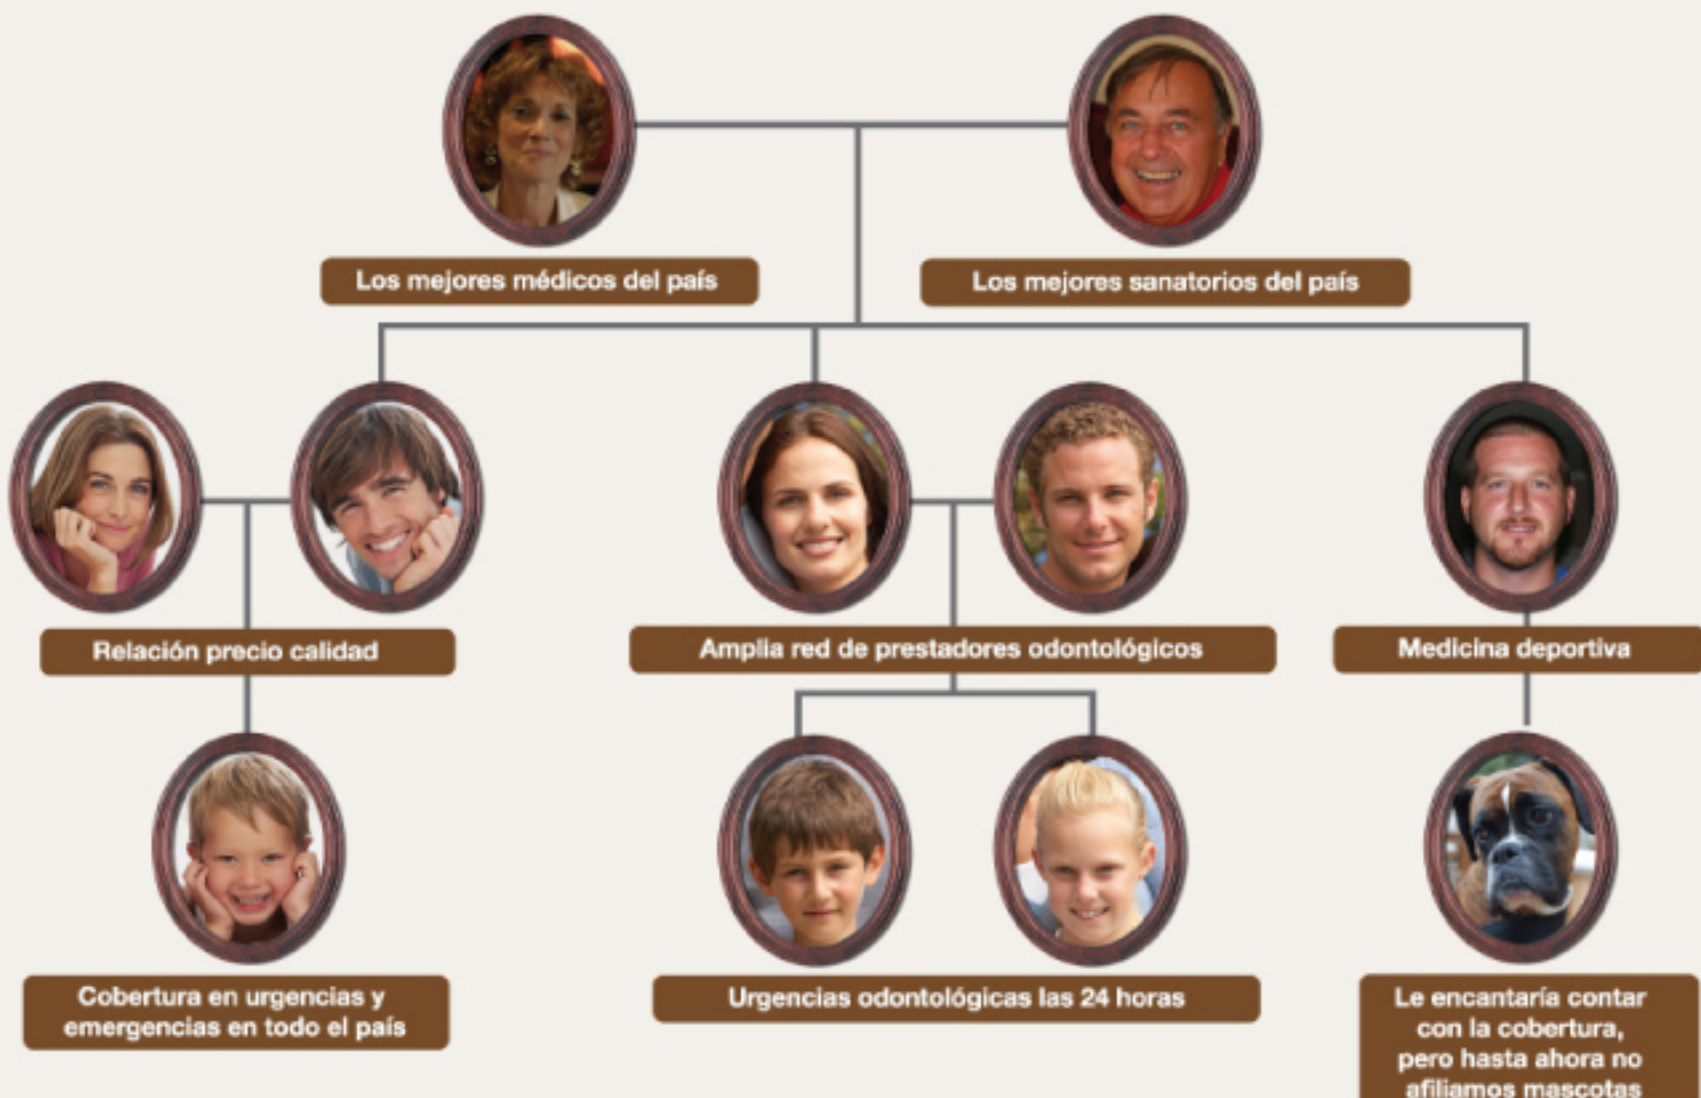 Los mejores médicos del país
Los mejores sanatorios del país
Relación precio calidad
Amplia red de prestadores odontológicos
Medicina deportiva
Cobertura en urgencias y
emergencias en todo el país
Urgencias odontológicas las 24 horas
Le encantaría contar
con la cobertura,
pero hasta ahora no
afiliamos mascotas